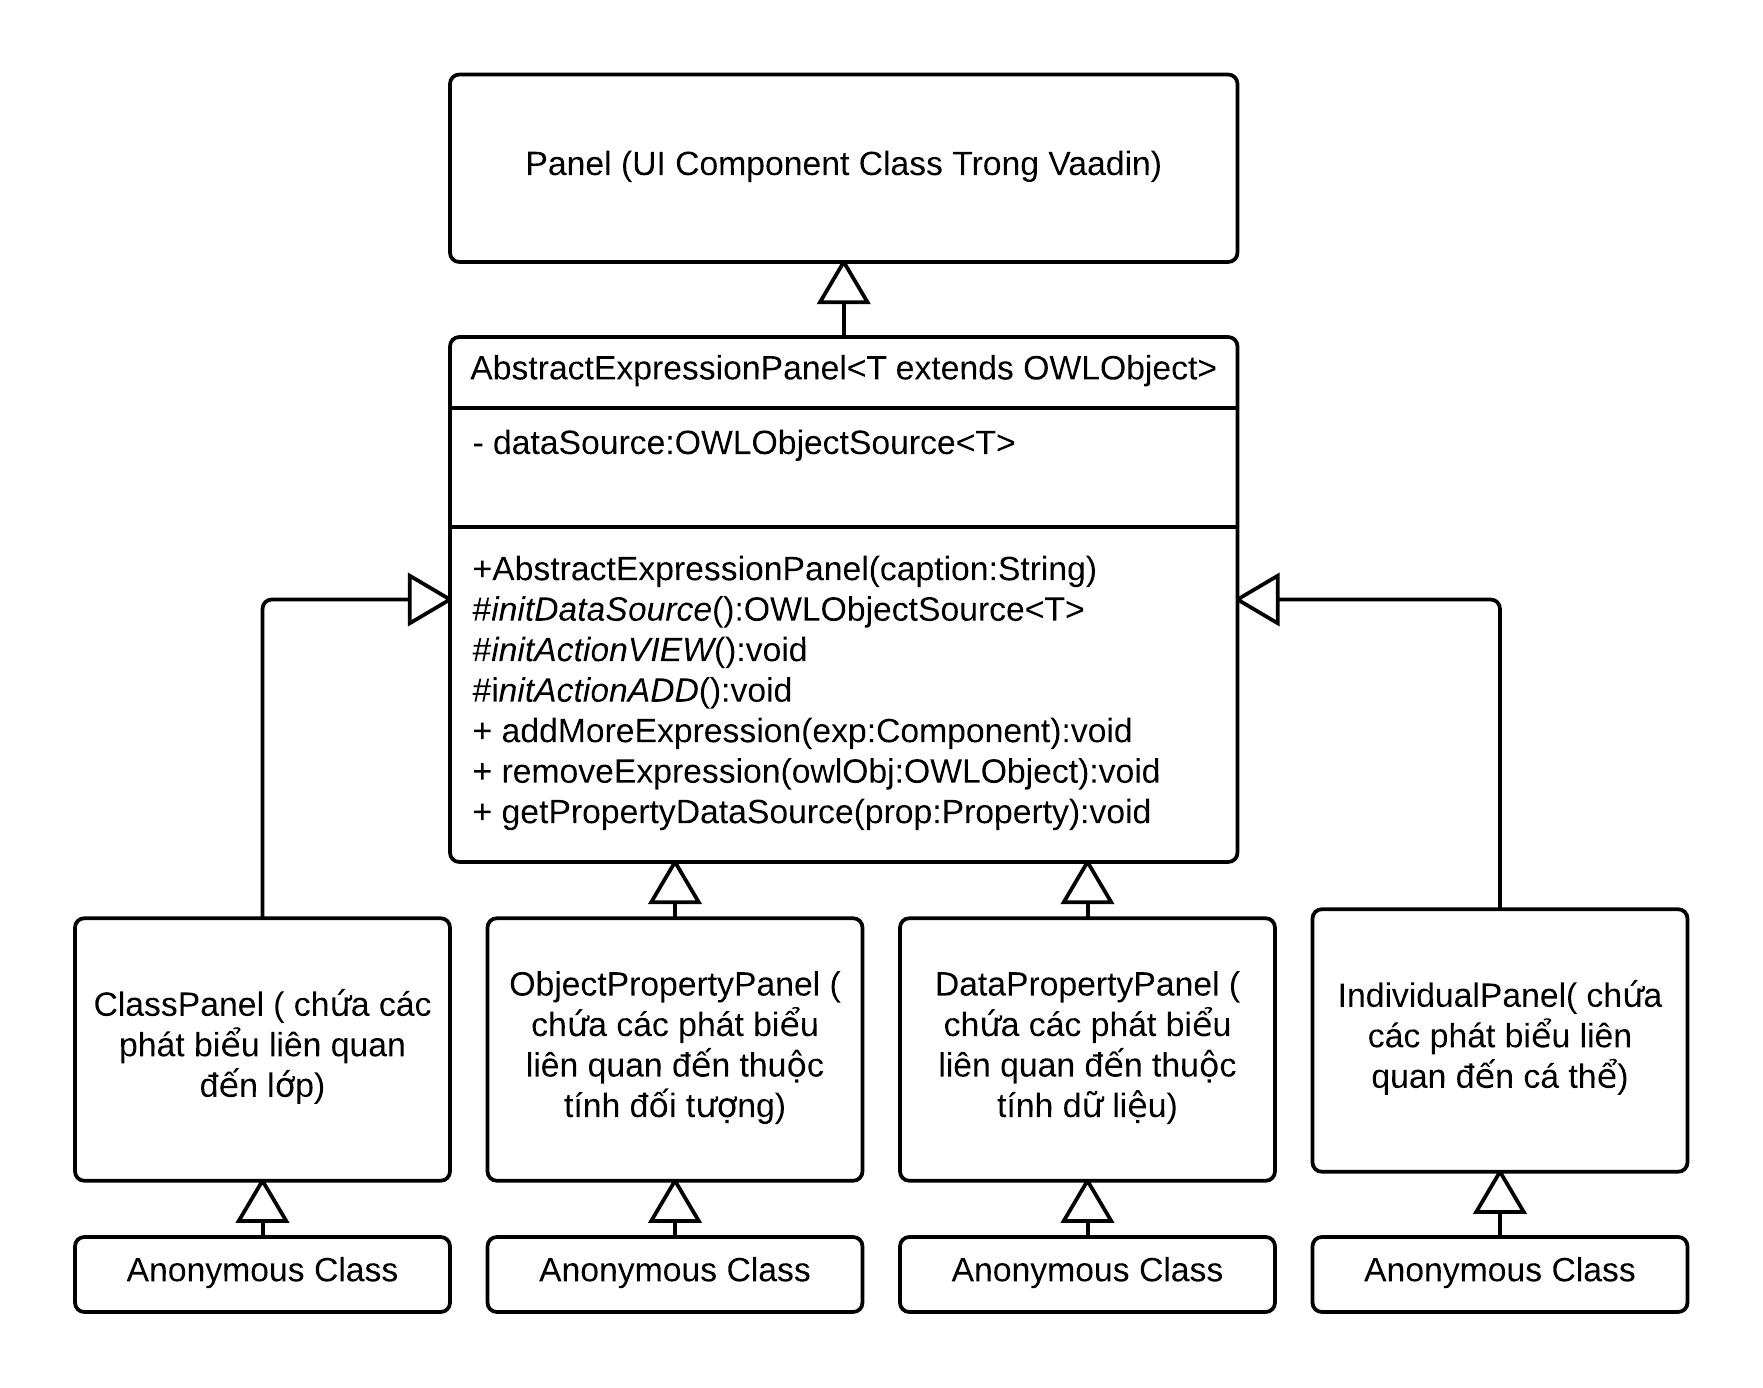 Panel (UI Component Class Trong Vaadin)
AbstractExpressionPanel<T extends OWLObject>
- dataSource:OWLObjectSource<T>
+AbstractExpressionPanel(caption:String)
#initDataSource():OWLObjectSource<T>
#initActionVIEW():void
#initActionADD():void
+ addMoreExpression(exp:Component):void
+ removeExpression(owlObj:OWLObject):void
+ getPropertyDataSource(prop:Property):void
ClassPanel ( chứa các
phát biểu liên quan
đến lớp)
ObjectPropertyPanel (
chứa các phát biểu
liên quan đến thuộc
tính đối tượng)
DataPropertyPanel (
chứa các phát biểu
liên quan đến thuộc
tính dữ liệu)
IndividualPanel( chứa
các phát biểu liên
quan đến cá thể)
Anonymous Class
Anonymous Class
Anonymous Class
Anonymous Class